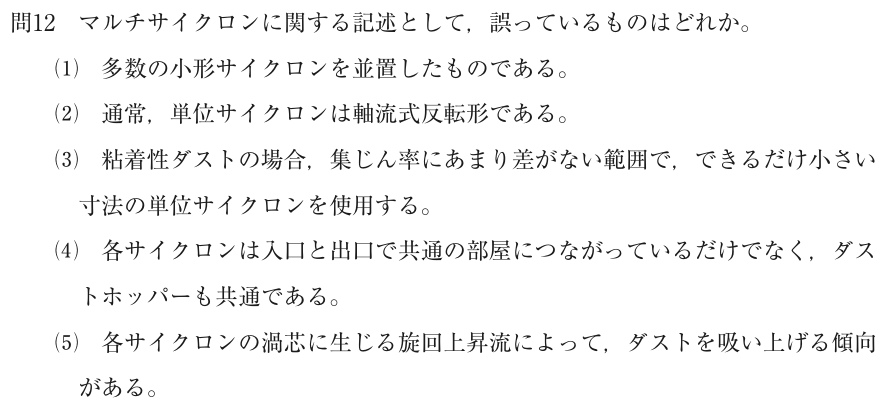 問12　マルチサイクロンに関する記述として，誤っているものはどれか。
⑴　多数の小形サイクロンを並置したものである。
⑵　通常，単位サイクロンは軸流式反転形である。
⑶　粘着性ダストの場合，集じん率にあまり差がない範囲で，できるだけ小さい
寸法の単位サイクロンを使用する。
⑷　各サイクロンは入口と出口で共通の部屋につながっているだけでなく，ダス
トホッパーも共通である。
⑸　各サイクロンの渦芯に生じる旋回上昇流によって，ダストを吸い上げる傾向
がある。